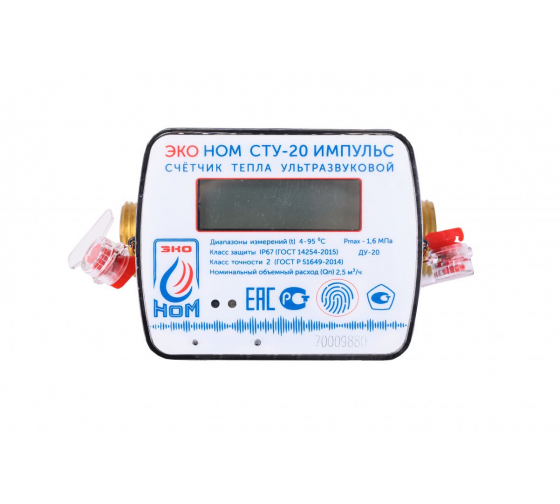 ЭКО НОМ СТУ-20 ИМПУЛЬС
СЧЁТЧИК ТЕПЛА УЛЬТРАЗВУКОВОЙ
Диапазоны измерений (t) 4-95 °C Pmax - 1,6 МПа
Класс защиты IP67 (ГОСТ 14254-2015) ДУ-20
Класс точности 2 (ГОСТ Р 51649-2014)
Номинальный объемный расход (Qn) 2,5 м³/ч
ЭКО
НОМ
EAC
70009880